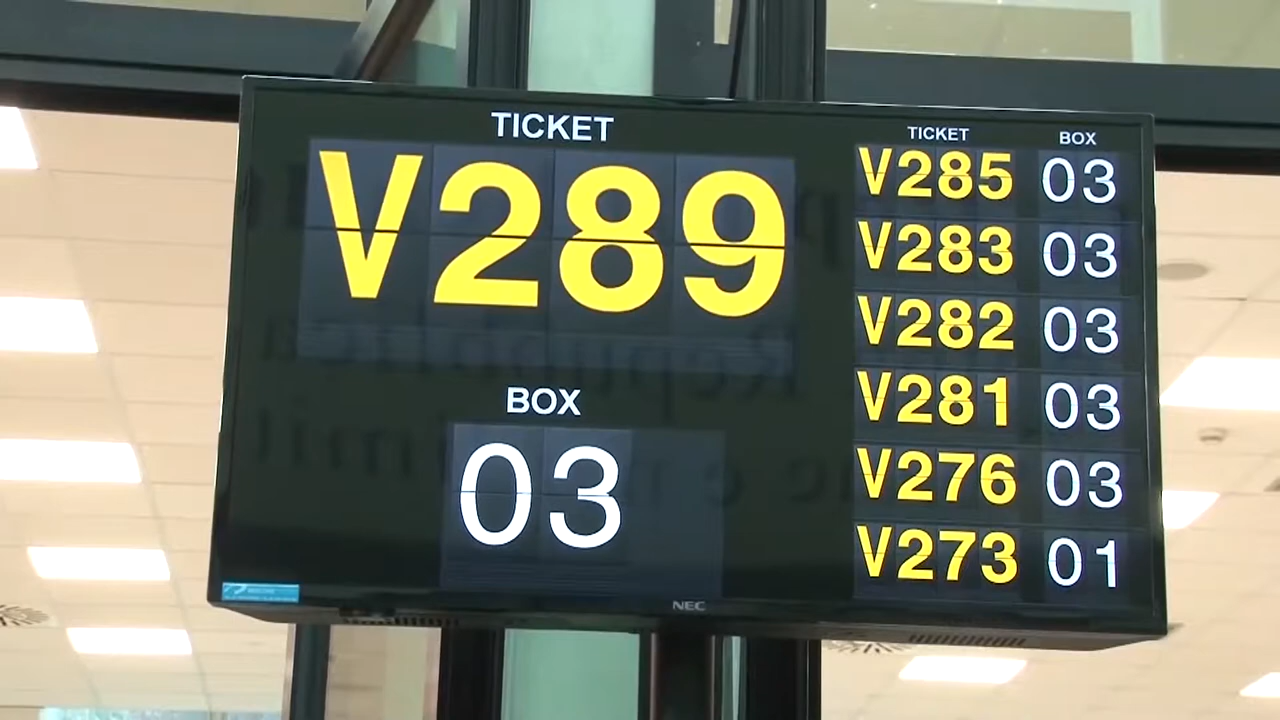 TICKET
V289
BOX
03
TICKET BOX
V285 03
V283 03
V282 03
V281 03
V276 03
V273 01
NEC